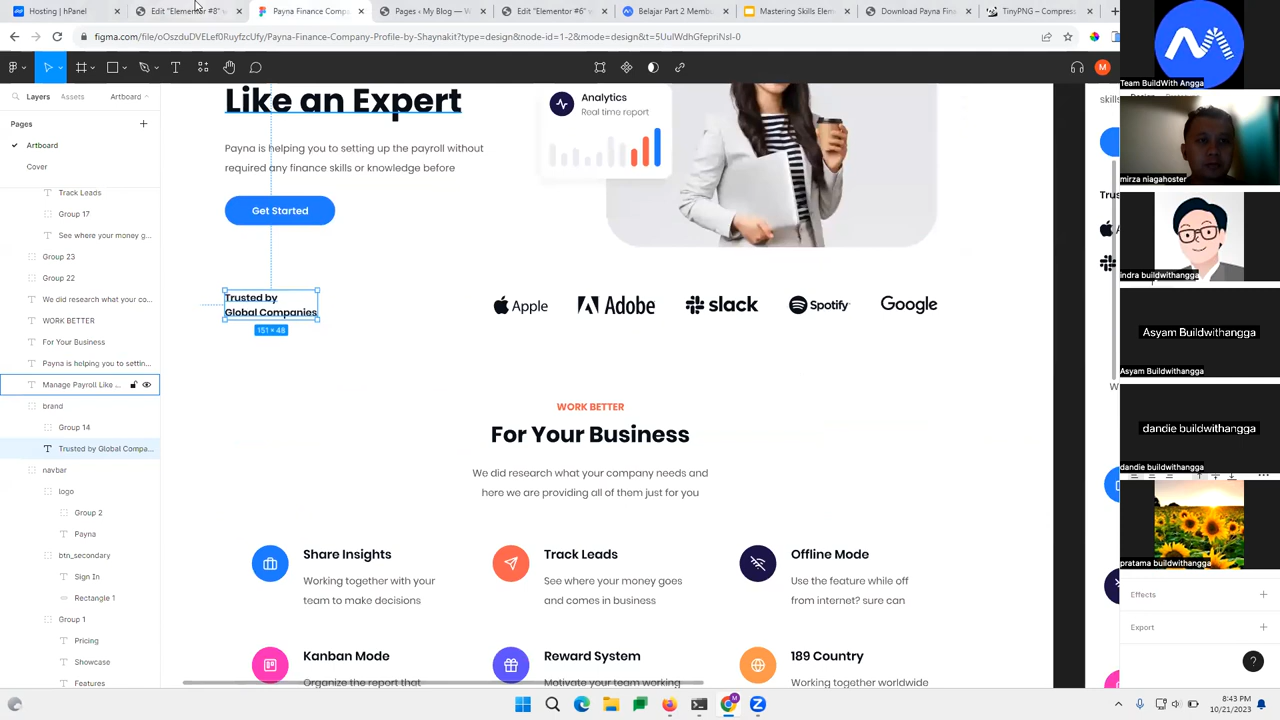 Hosting | hPanel
Edit "Elementor #8" w
Payna Finance Comp
Pages ‹ My Blog — W
Edit "Elementor #6" w
Belajar Part 2 Memb
Mastering Skills Elem
Download Payna Fina
TinyPNG – Compress
figma.com/file/oOszduDVELef0RuyfzcUfy/Payna-Finance-Company-Profile-by-Shaynakit?type=design&node-id=1-2&mode=design&t=5UulWdhGfepriNsI-0
Layers
Assets
Artboard
Pages
Artboard
Cover
Track Leads
Group 17
See where your money g...
Group 23
Group 22
We did research what your co...
WORK BETTER
For Your Business
Payna is helping you to settin...
Manage Payroll Like ...
brand
Group 14
Trusted by Global Compa...
navbar
logo
Group 2
Payna
btn_secondary
Sign In
Rectangle 1
Group 1
Pricing
Showcase
Features
Like an Expert
Payna is helping you to setting up the payroll without
required any finance skills or knowledge before
Get Started
Analytics
Real time report
Trusted by
Global Companies
151 × 48
Apple
Adobe
slack
Spotify
Google
WORK BETTER
For Your Business
We did research what your company needs and
here we are providing all of them just for you
Share Insights
Working together with your
team to make decisions
Track Leads
See where your money goes
and comes in business
Offline Mode
Use the feature while off
from internet? sure can
Kanban Mode
Organize the report that
Reward System
Motivate your team working
189 Country
Working together worldwide
skills
Trus
W
M
Team BuildWith Angga
mirza niagahoster
indra buildwithangga
Asyam Buildwithangga
Asyam Buildwithangga
dandie buildwithangga
dandie buildwithangga
pratama buildwithangga
Effects
Export
?
8:43 PM
10/21/2023